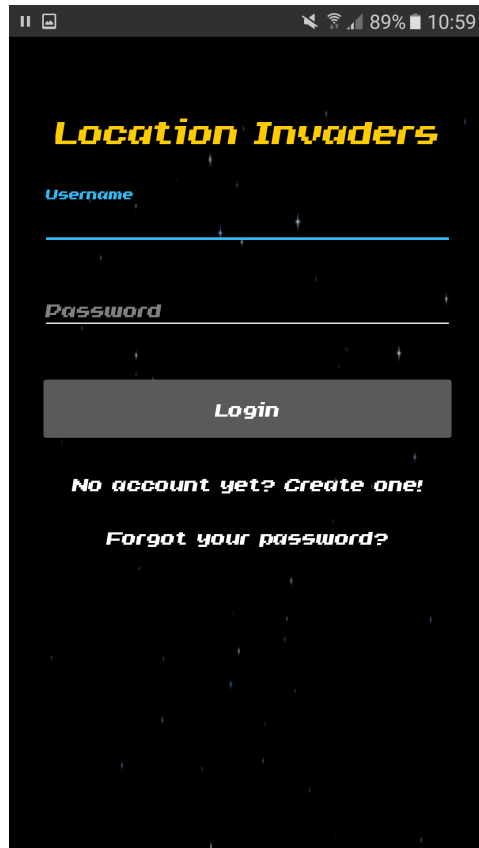 89% 10:59
Location Invaders
Username
Password
Login
No account yet? Create one!
Forgot your password?